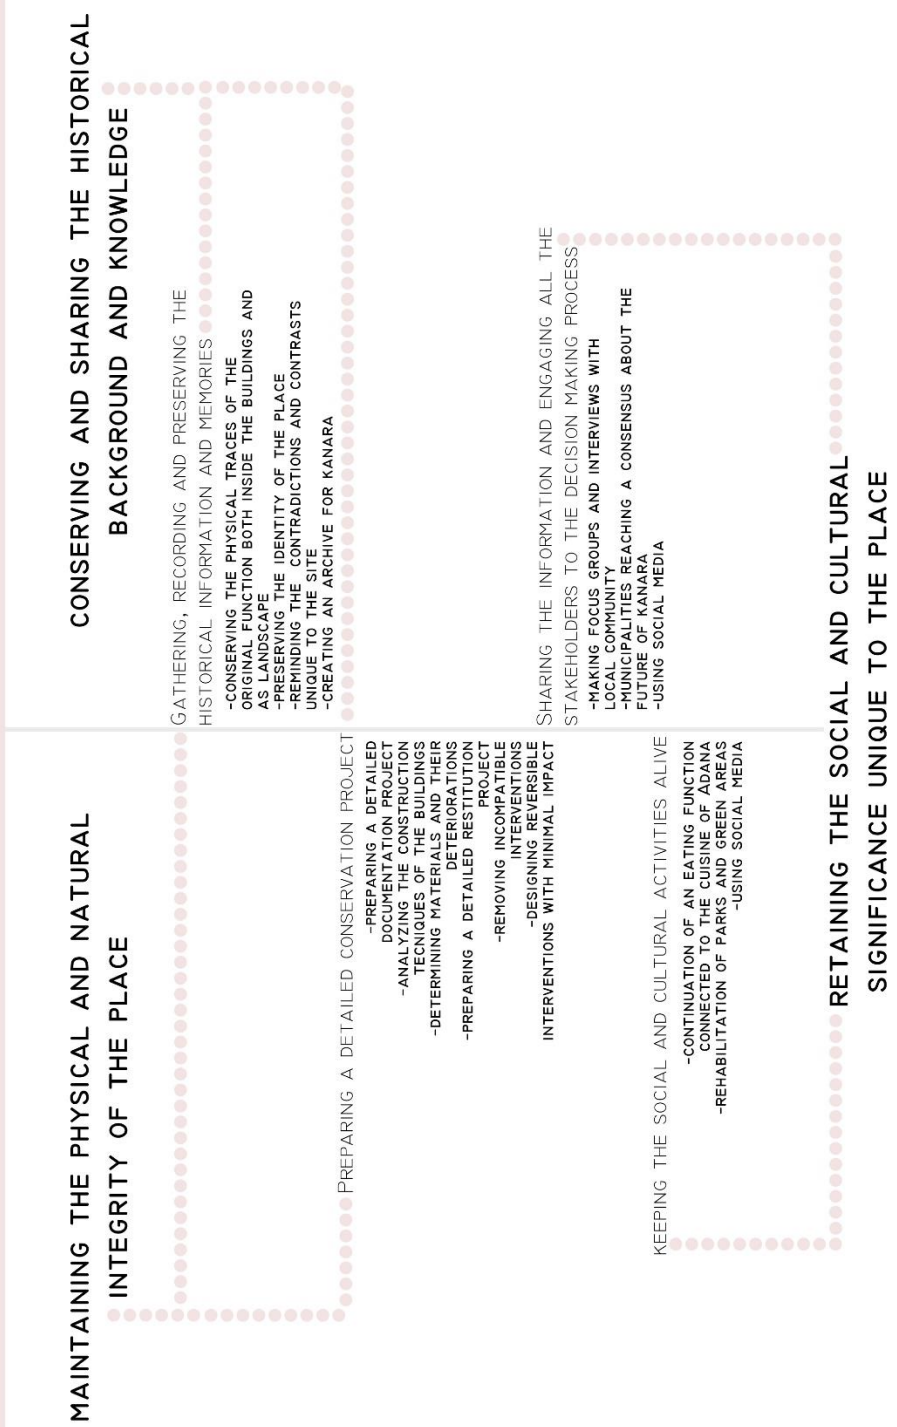 MAINTAINING THE PHYSICAL AND NATURAL
INTEGRITY OF THE PLACE
CONSERVING AND SHARING THE HISTORICAL
BACKGROUND AND KNOWLEDGE
GATHERING, RECORDING AND PRESERVING THE
HISTORICAL INFORMATION AND MEMORIES
-CONSERVING THE PHYSICAL TRACES OF THE
ORIGINAL FUNCTION BOTH INSIDE THE BUILDINGS AND
AS LANDSCAPE
-PRESERVING THE IDENTITY OF THE PLACE
-REMINDING THE CONTRADICTIONS AND CONTRASTS
UNIQUE TO THE SITE
-CREATING AN ARCHIVE FOR KANARA
PREPARING A DETAILED CONSERVATION PROJECT
-PREPARING A DETAILED
DOCUMENTATION PROJECT
-ANALYZING THE CONSTRUCTION
TECNIQUES OF THE BUILDINGS
-DETERMINING MATERIALS AND THEIR
DETERIORATIONS
-PREPARING A DETAILED RESTITUTION
PROJECT
-REMOVING INCOMPATIBLE
INTERVENTIONS
-DESIGNING REVERSIBLE
INTERVENTIONS WITH MINIMAL IMPACT
SHARING THE INFORMATION AND ENGAGING ALL THE
STAKEHOLDERS TO THE DECISION MAKING PROCESS
-MAKING FOCUS GROUPS AND INTERVIEWS WITH
LOCAL COMMUNITY
-MUNICIPALITIES REACHING A CONSENSUS ABOUT THE
FUTURE OF KANARA
-USING SOCIAL MEDIA
KEEPING THE SOCIAL AND CULTURAL ACTIVITIES ALIVE
-CONTINUATION OF AN EATING FUNCTION
CONNECTED TO THE CUISINE OF ADANA
-REHABILITATION OF PARKS AND GREEN AREAS
-USING SOCIAL MEDIA
RETAINING THE SOCIAL AND CULTURAL
SIGNIFICANCE UNIQUE TO THE PLACE